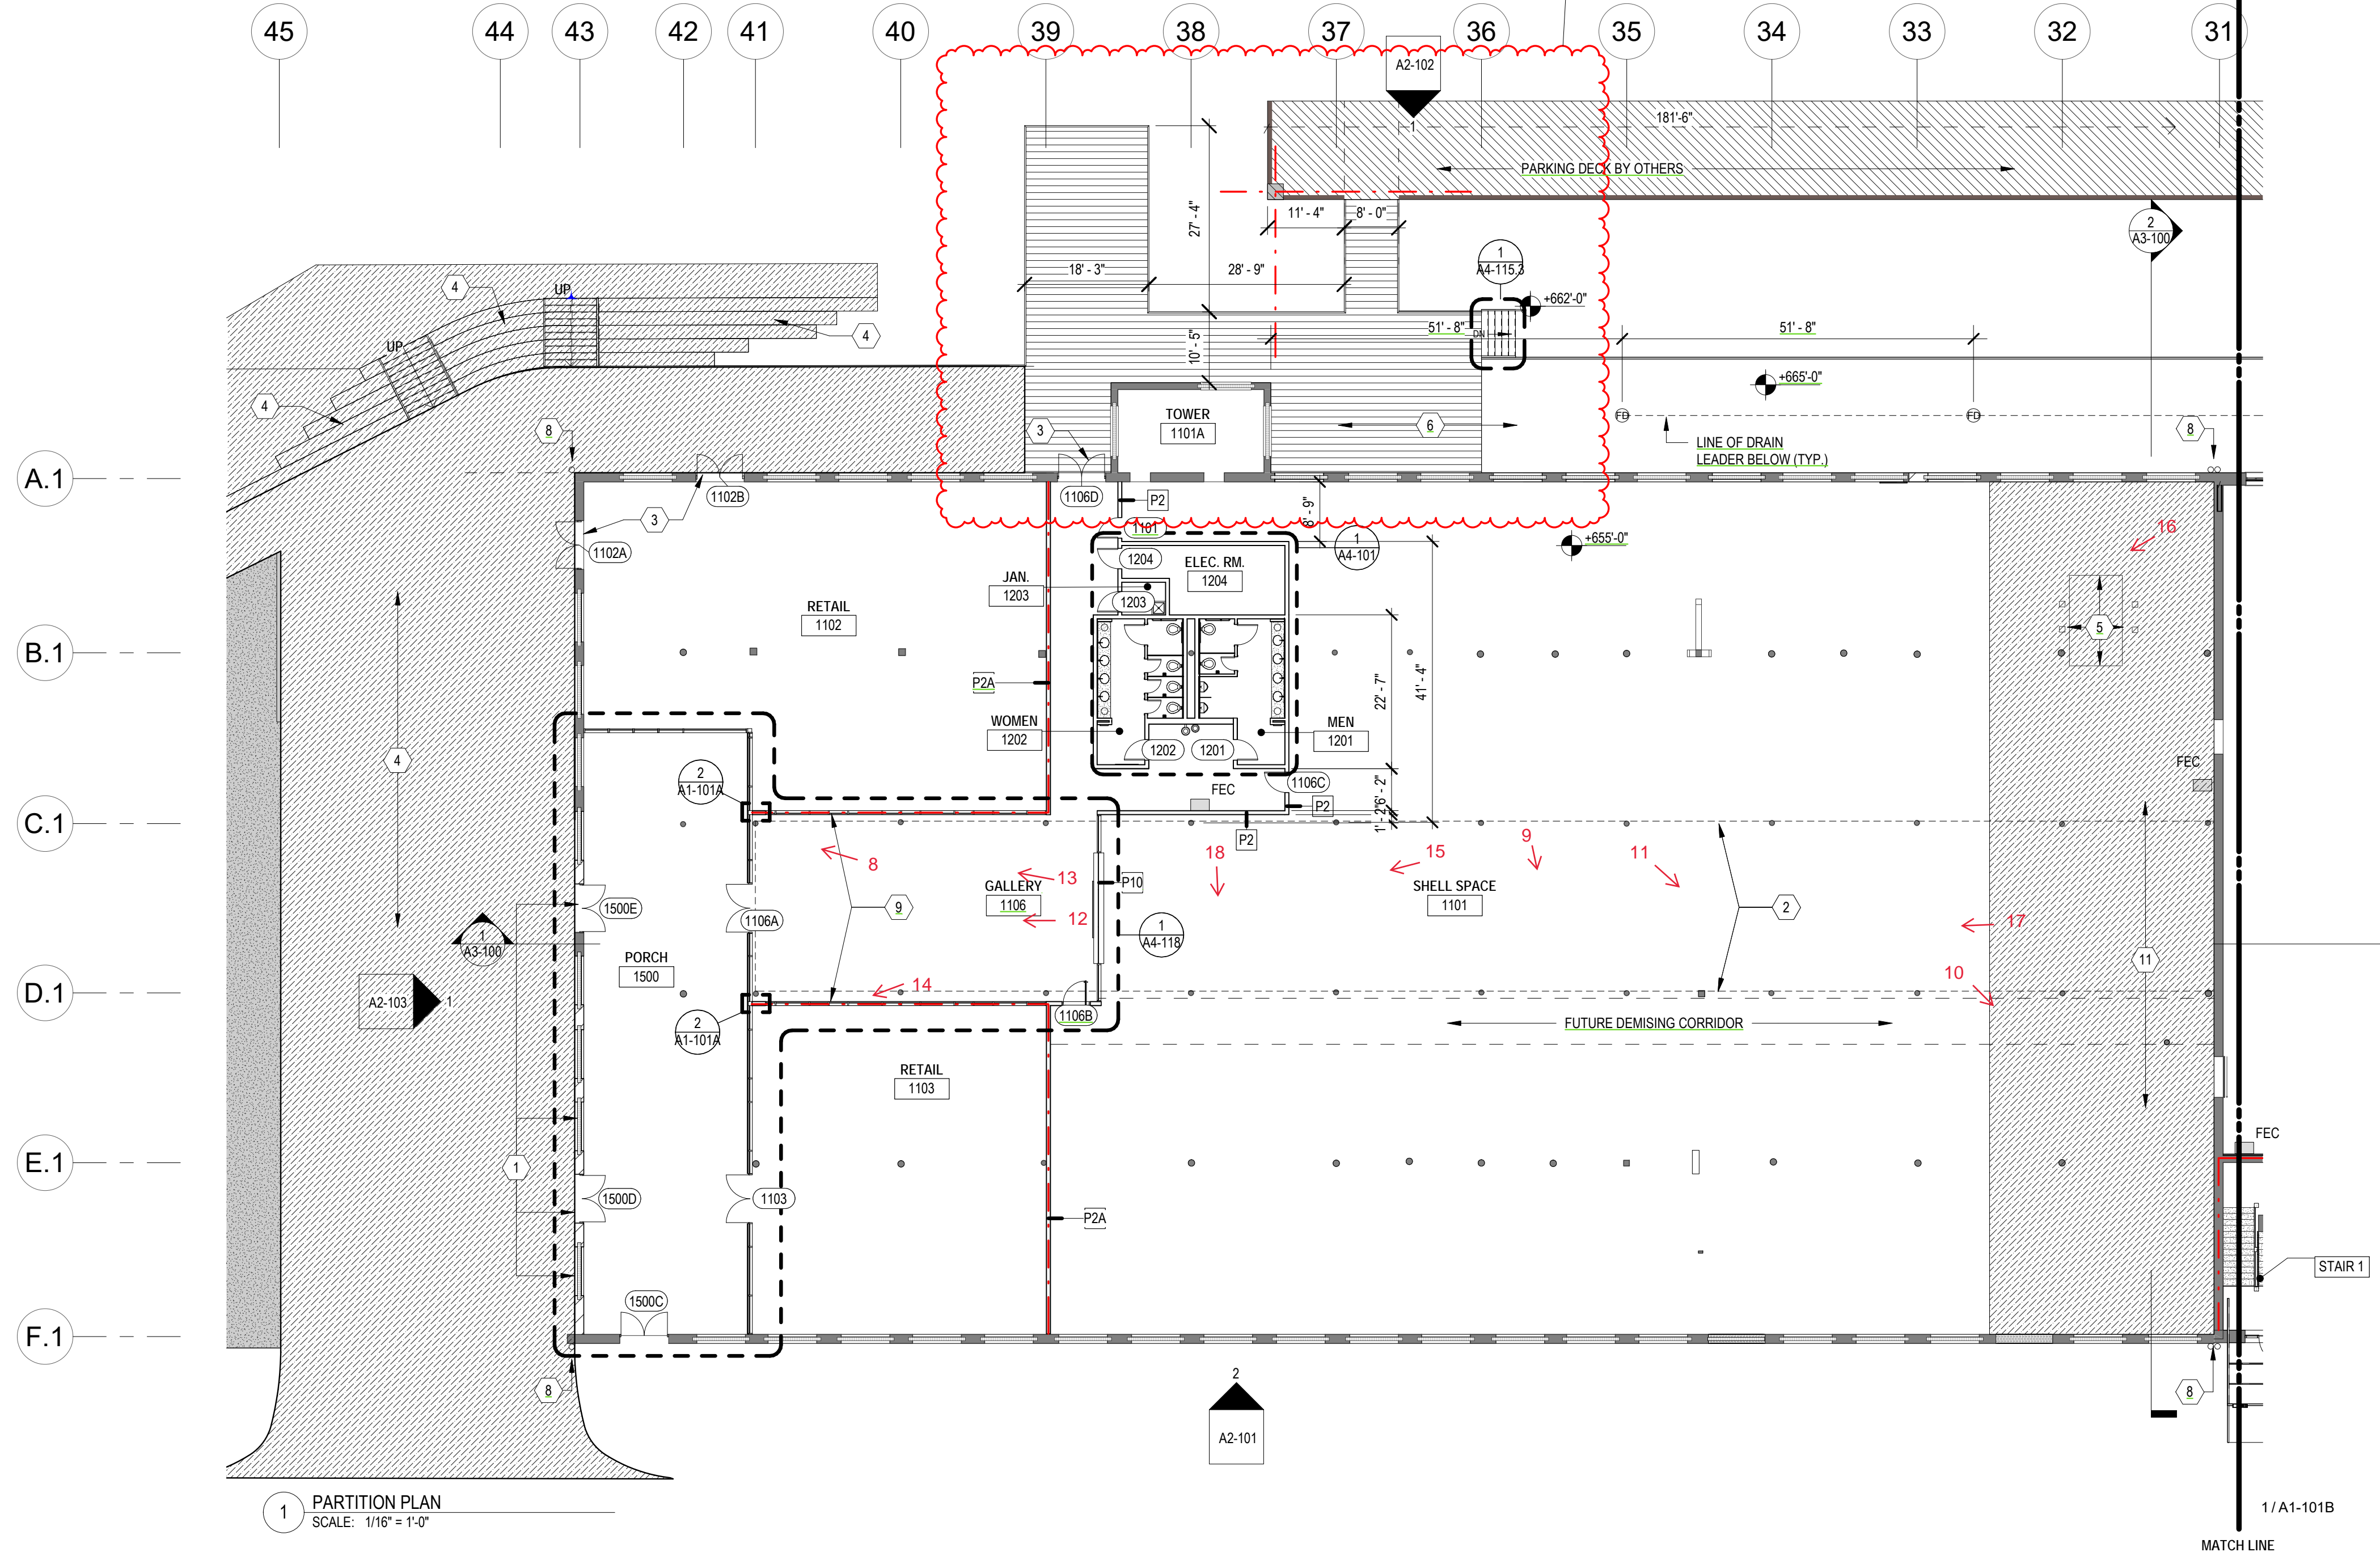 45 44 43 42 41 40 39 38 37 36 35 34 33 32 31
A2-102
1
181'-6"
PARKING DECK BY OTHERS
11' - 4" 8' - 0"
27' - 4"
2
A3-100
18' - 3" 28' - 9"
1
A4-115.3
+662'-0"
4
UP
4
UP
4
10' - 5"
51' - 8"
DN
51' - 8"
+665'-0"
FD FD
TOWER
1101A
3
6
8
8
LINE OF DRAIN
LEADER BELOW (TYP.)
A.1
1102B
1106D
P2
8' - 9"
3
1101
16
1102A
1
A4-101
+655'-0"
1204
ELEC. RM.
1204
JAN.
1203
1203
RETAIL
1102
5
B.1
P2A
22' - 7"
41' - 4"
WOMEN
1202
MEN
1201
1202 1201
4
2
A1-101A
FEC
1106C
FEC
6' - 2"
P2
C.1
1' - 2"
P2
8
13
18
15
9
11
P10
GALLERY
1106
SHELL SPACE
1101
9
2
12
17
1500E
1106A
1
A4-118
1
A3-100
PORCH
1500
11
10
D.1
A2-103
1
14
2
A1-101A
1106B
FUTURE DEMISING CORRIDOR
RETAIL
1103
FEC
E.1
1
1500D
1103
P2A
STAIR 1
1500C
F.1
8
8
2
A2-101
1
PARTITION PLAN
SCALE: 1/16" = 1'-0"
1 / A1-101B
MATCH LINE